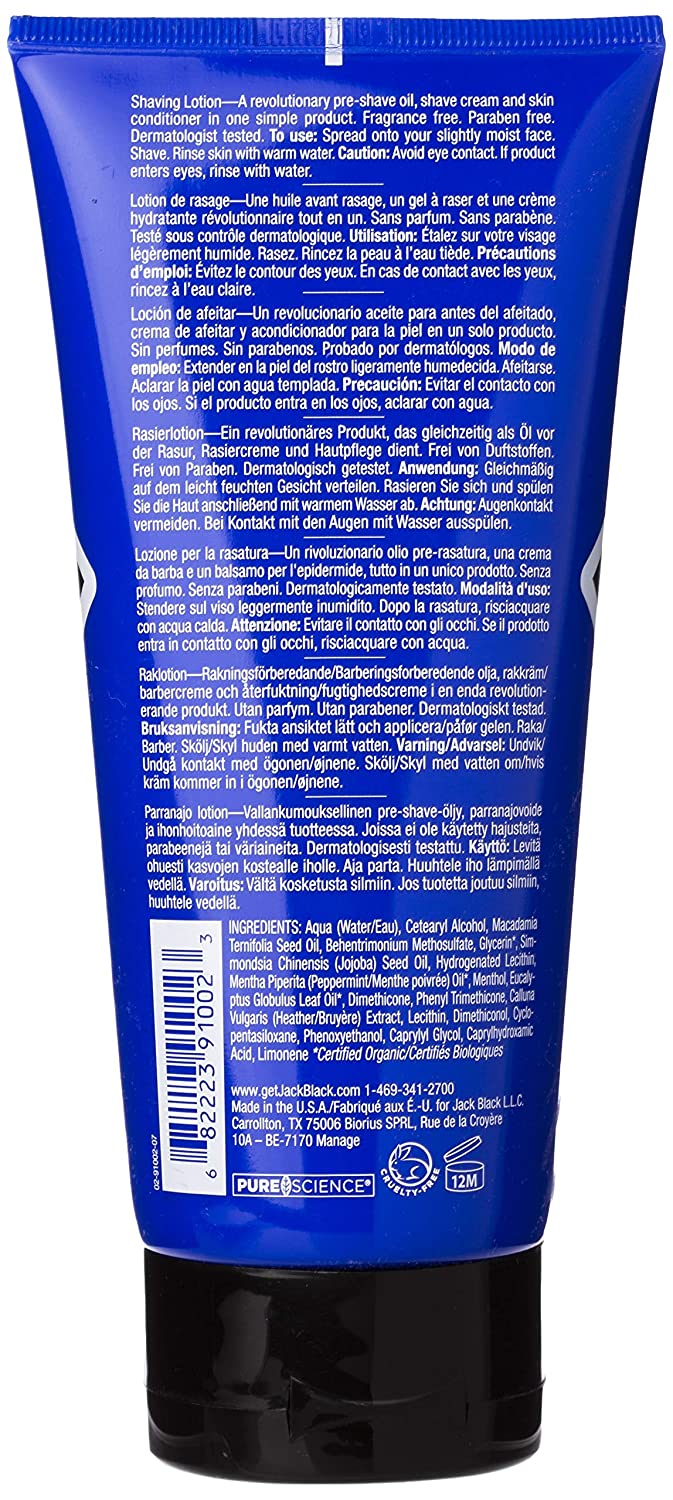 Shaving Lotion—A revolutionary pre-shave oil, shave cream and skin
conditioner in one simple product. Fragrance free. Paraben free.
Dermatologist tested. To use: Spread onto your slightly moist face.
Shave. Rinse skin with warm water. Caution: Avoid eye contact. If product
enters eyes, rinse with water.
Lotion de rasage—Une huile avant rasage, un gel à raser et une crème
hydratante révolutionnaire tout en un. Sans parfum. Sans parabène.
Testé sous contrôle dermatologique. Utilisation: Étalez sur votre visage
légèrement humide. Rasez. Rincez la peau à l'eau tiède. Précautions
d'emploi: Évitez le contour des yeux. En cas de contact avec les yeux,
rincez à l'eau claire.
Loción de afeitar—Un revolucionario aceite para antes del afeitado,
crema de afeitar y acondicionador para la piel en un solo producto.
Sin perfumes. Sin parabenos. Probado por dermatólogos. Modo de
empleo: Extender en la piel del rostro ligeramente humedecida. Afeitarse.
Aclarar la piel con agua templada. Precaución: Evitar el contacto con
los ojos. Si el producto entra en los ojos, aclarar con agua.
Rasierlotion—Ein revolutionäres Produkt, das gleichzeitig als Öl vor
der Rasur, Rasiercreme und Hautpflege dient. Frei von Duftstoffen.
Frei von Paraben. Dermatologisch getestet. Anwendung: Gleichmäßig
auf dem leicht feuchten Gesicht verteilen. Rasieren Sie sich und spülen
Sie die Haut anschließend mit warmem Wasser ab. Achtung: Augenkontakt
vermeiden. Bei Kontakt mit den Augen mit Wasser ausspülen.
Lozione per la rasatura—Un rivoluzionario olio pre-rasatura, una crema
da barba e un balsamo per l'epidermide, tutto in un unico prodotto. Senza
profumo. Senza parabeni. Dermatologicamente testato. Modalità d'uso:
Stendere sul viso leggermente inumidito. Dopo la rasatura, risciacquare
con acqua calda. Attenzione: Evitare il contatto con gli occhi. Se il prodotto
entra in contatto con gli occhi, risciacquare con acqua.
Raklotion—Rakningsförberedande/Barberingsforberedende olja, rakkräm/
barbercreme och återfuktning/fugtighedscreme i en enda revolution-
erande produkt. Utan parfym. Utan parabener. Dermatologiskt testad.
Bruksanvisning: Fukta ansiktet lätt och applicera/påfør gelen. Raka/
Barber. Skölj/Skyl huden med varmt vatten. Varning/Advarsel: Undvik/
Undgå kontakt med ögonen/øjnene. Skölj/Skyl med vatten om/hvis
kräm kommer in i ögonen/øjnene.
Parranajo lotion—Vallankumouksellinen pre-shave-öljy, parranajovoide
ja ihonhoitoaine yhdessä tuotteessa. Joissa ei ole käytetty hajusteita,
parabeenejä tai väriaineita. Dermatologisesti testattu. Käyttö: Levitä
ohuesti kasvojen kostealle iholle. Aja parta. Huuhtele iho lämpimällä
vedellä. Varoitus: Vältä kosketusta silmiin. Jos tuotetta joutuu silmiin,
huuhtele vedellä.
INGREDIENTS: Aqua (Water/Eau), Cetearyl Alcohol, Macadamia
Ternifolia Seed Oil, Behentrimonium Methosulfate, Glycerin*, Sim-
mondsia Chinensis (Jojoba) Seed Oil, Hydrogenated Lecithin,
Mentha Piperita (Peppermint/Menthe poivrée) Oil*, Menthol, Eucaly-
ptus Globulus Leaf Oil*, Dimethicone, Phenyl Trimethicone, Calluna
Vulgaris (Heather/Bruyère) Extract, Lecithin, Dimethiconol, Cyclo-
pentasiloxane, Phenoxyethanol, Caprylyl Glycol, Caprylhydroxamic
Acid, Limonene *Certified Organic/Certifiés Biologiques
www.getJackBlack.com 1-469-341-2700
Made in the U.S.A./Fabriqué aux É.-U. for Jack Black L.L.C.
Carrollton, TX 75006 Biorius SPRL, Rue de la Croyère
10A – BE-7170 Manage
PURE SCIENCE®
CRUELTY-FREE
12M
02-91002-07
6 82223 91002 3